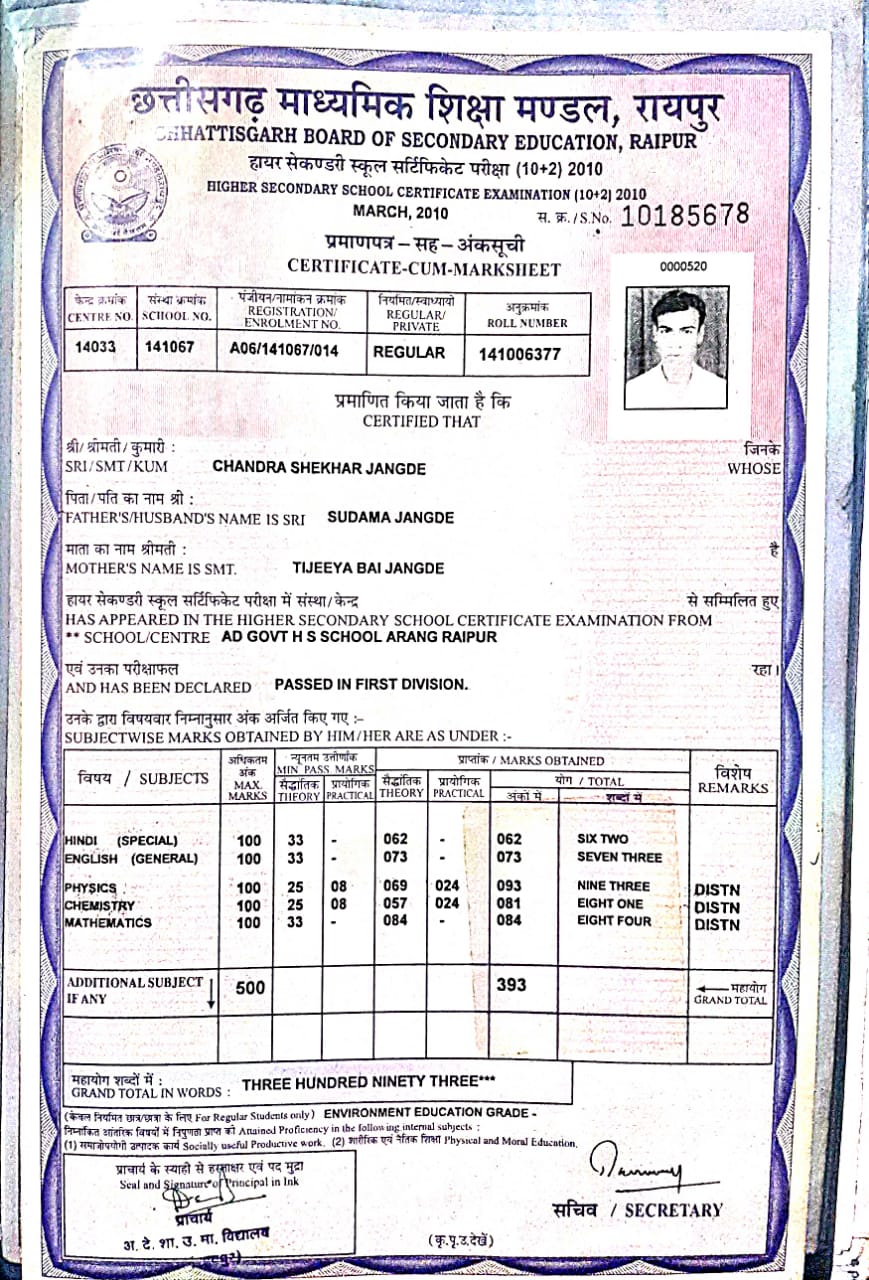 छत्तीसगढ़ माध्यमिक शिक्षा मण्डल, रायपुर
CHHATTISGARH BOARD OF SECONDARY EDUCATION, RAIPUR
हायर सेकण्डरी स्कूल सर्टिफिकेट परीक्षा (10+2) 2010
HIGHER SECONDARY SCHOOL CERTIFICATE EXAMINATION (10+2) 2010
MARCH, 2010
स. क्र./S.No. 10185678
प्रमाणपत्र – सह – अंकसूची
CERTIFICATE-CUM-MARKSHEET
0000520
केन्द्र क्रमांक संस्था क्रमांक पंजीयन/नामांकन क्रमांक नियमित/स्वाध्यायी अनुक्रमांक
CENTRE NO. SCHOOL NO. REGISTRATION/ ENROLMENT NO. REGULAR/ PRIVATE ROLL NUMBER
14033 141067 A06/141067/014 REGULAR 141006377
प्रमाणित किया जाता है कि
CERTIFIED THAT
श्री/श्रीमती/कुमारी : जिनके
SRI/SMT/KUM CHANDRA SHEKHAR JANGDE WHOSE
पिता/पति का नाम श्री :
FATHER'S/HUSBAND'S NAME IS SRI SUDAMA JANGDE
माता का नाम श्रीमती : है
MOTHER'S NAME IS SMT. TIJEEYA BAI JANGDE
हायर सेकण्डरी स्कूल सर्टिफिकेट परीक्षा में संस्था/केन्द्र से सम्मिलित हुए
HAS APPEARED IN THE HIGHER SECONDARY SCHOOL CERTIFICATE EXAMINATION FROM
** SCHOOL/CENTRE AD GOVT H S SCHOOL ARANG RAIPUR
एवं उनका परीक्षाफल रहा।
AND HAS BEEN DECLARED PASSED IN FIRST DIVISION.
उनके द्वारा विषयवार निम्नानुसार अंक अर्जित किए गए :-
SUBJECTWISE MARKS OBTAINED BY HIM/HER ARE AS UNDER :-
विषय / SUBJECTS अधिकतम अंक MAX. MARKS न्यूनतम उत्तीर्णांक MIN PASS MARKS प्राप्तांक / MARKS OBTAINED विशेष REMARKS
सैद्धांतिक THEORY प्रायोगिक PRACTICAL सैद्धांतिक THEORY प्रायोगिक PRACTICAL योग / TOTAL
अंकों में शब्दों में
HINDI (SPECIAL) 100 33 - 062 - 062 SIX TWO
ENGLISH (GENERAL) 100 33 - 073 - 073 SEVEN THREE
PHYSICS 100 25 08 069 024 093 NINE THREE DISTN
CHEMISTRY 100 25 08 057 024 081 EIGHT ONE DISTN
MATHEMATICS 100 33 - 084 - 084 EIGHT FOUR DISTN
ADDITIONAL SUBJECT IF ANY 500 393 महायोग GRAND TOTAL
महायोग शब्दों में :
GRAND TOTAL IN WORDS : THREE HUNDRED NINETY THREE***
(केवल नियमित छात्र/छात्रा के लिए For Regular Students only) ENVIRONMENT EDUCATION GRADE -
निम्नांकित आंतरिक विषयों में निपुणता प्राप्त की Attained Proficiency in the following internal subjects :
(1) समाजोपयोगी उत्पादक कार्य Socially useful Productive work. (2) शारीरिक एवं नैतिक शिक्षा Physical and Moral Education.
प्राचार्य के स्याही से हस्ताक्षर एवं पद मुद्रा
Seal and Signature of Principal in Ink
प्राचार्य
अ. टे. शा. उ. मा. विद्यालय
सचिव / SECRETARY
(कृ.पृ.उ.देखें)